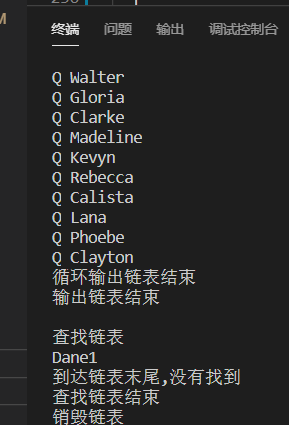 终端 问题 输出 调试控制台
Q Walter
Q Gloria
Q Clarke
Q Madeline
Q Kevyn
Q Rebecca
Q Calista
Q Lana
Q Phoebe
Q Clayton
循环输出链表结束
输出链表结束
查找链表
Dane1
到达链表末尾,没有找到
查找链表结束
销毁链表